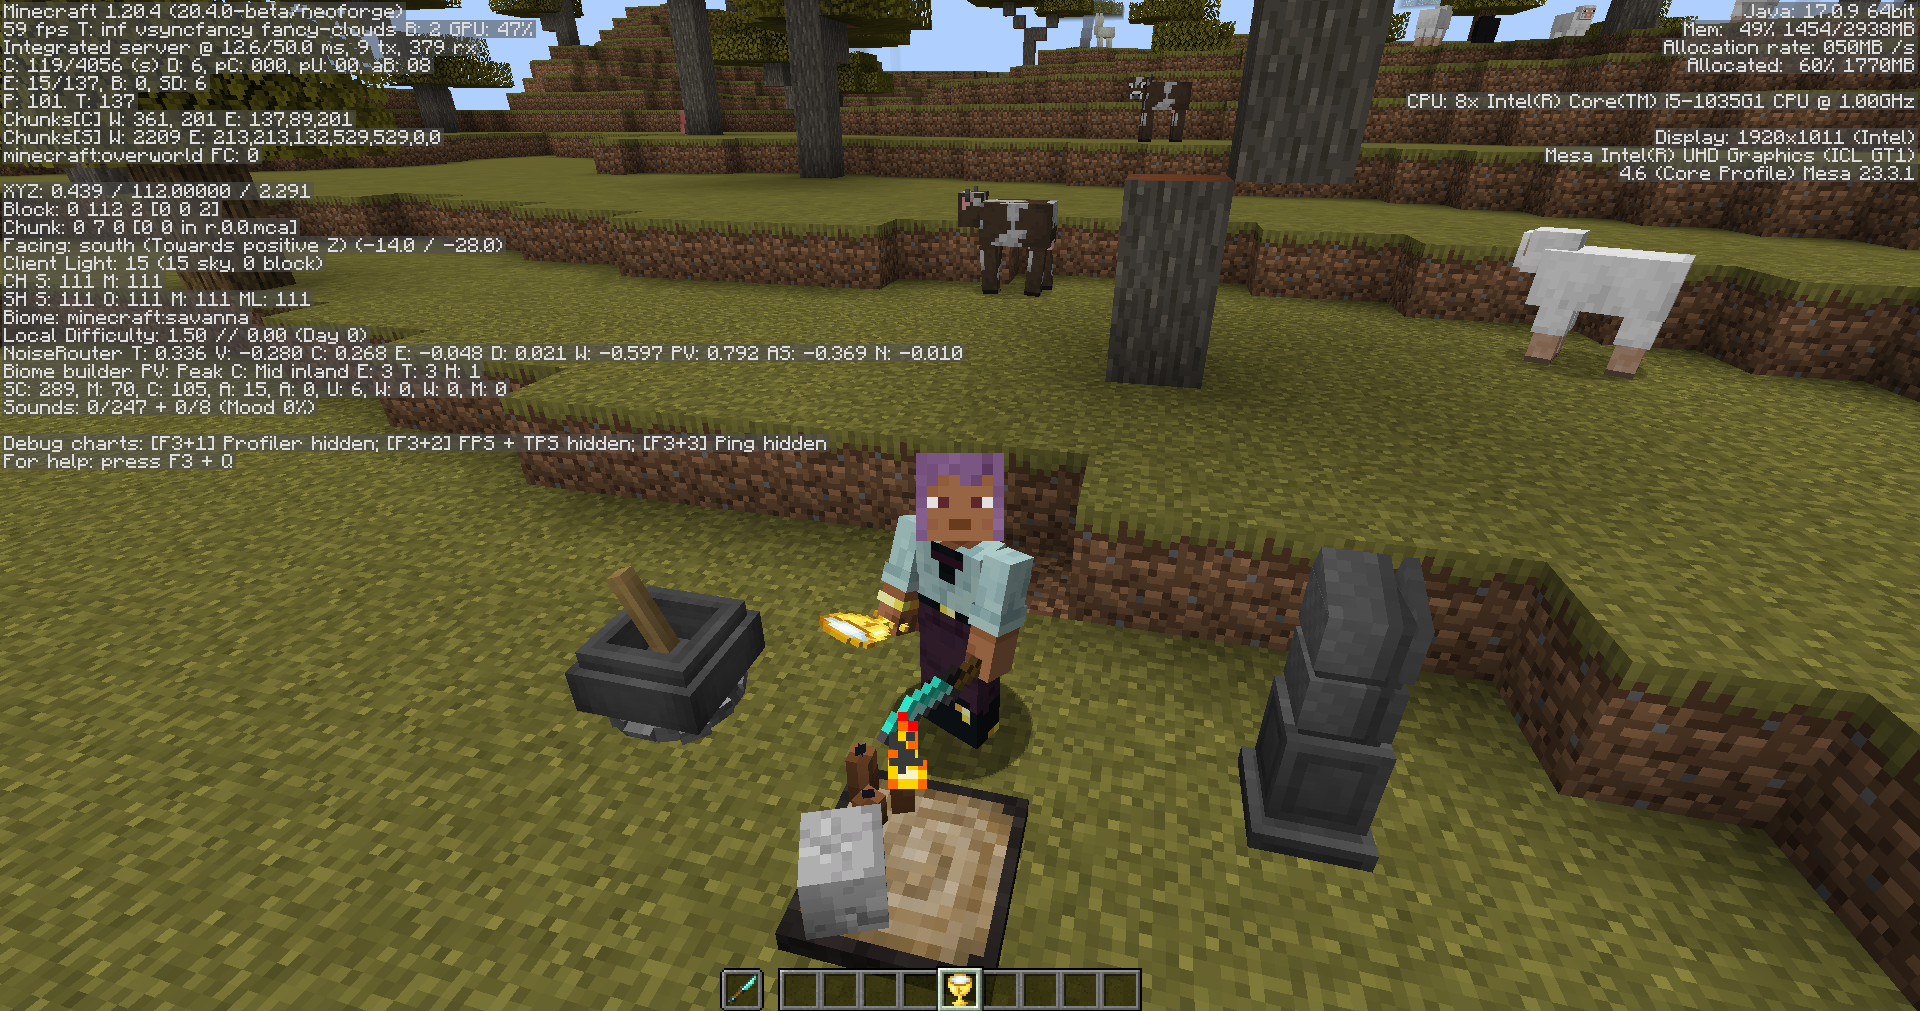 Minecraft 1.20.4 (20.4.0-beta/neoforge)
59 fps T: inf vsyncfancy fancy-clouds B: 2 GPU: 47%
Integrated server @ 12.6/50.0 ms, 9 tx, 379 rx
C: 119/4056 (s) D: 6, pC: 000, pU: 00, aB: 08
E: 15/137, B: 0, SD: 6
P: 101. T: 137
Chunks[C] W: 361, 201 E: 137,89,201
Chunks[S] W: 2209 E: 213,213,132,529,529,0,0
minecraft:overworld FC: 0
XYZ: 0.439 / 112.00000 / 2.291
Block: 0 112 2 [0 0 2]
Chunk: 0 7 0 [0 0 in r.0.0.mca]
Facing: south (Towards positive Z) (-14.0 / -28.0)
Client Light: 15 (15 sky, 0 block)
CH S: 111 M: 111
SH S: 111 O: 111 M: 111 ML: 111
Biome: minecraft:savanna
Local Difficulty: 1.50 // 0.00 (Day 0)
NoiseRouter T: 0.336 V: -0.280 C: 0.268 E: -0.048 D: 0.021 W: -0.597 PV: 0.792 AS: -0.369 N: -0.010
Biome builder PV: Peak C: Mid inland E: 3 T: 3 H: 1
SC: 289, M: 70, C: 105, A: 15, A: 0, U: 6, W: 0, W: 0, M: 0
Sounds: 0/247 + 0/8 (Mood 0%)
Debug charts: [F3+1] Profiler hidden; [F3+2] FPS + TPS hidden; [F3+3] Ping hidden
For help: press F3 + Q
Java: 17.0.9 64bit
Mem: 49% 1454/2938MB
Allocation rate: 050MB /s
Allocated: 60% 1770MB
CPU: 8x Intel(R) Core(TM) i5-1035G1 CPU @ 1.00GHz
Display: 1920x1011 (Intel)
Mesa Intel(R) UHD Graphics (ICL GT1)
4.6 (Core Profile) Mesa 23.3.1